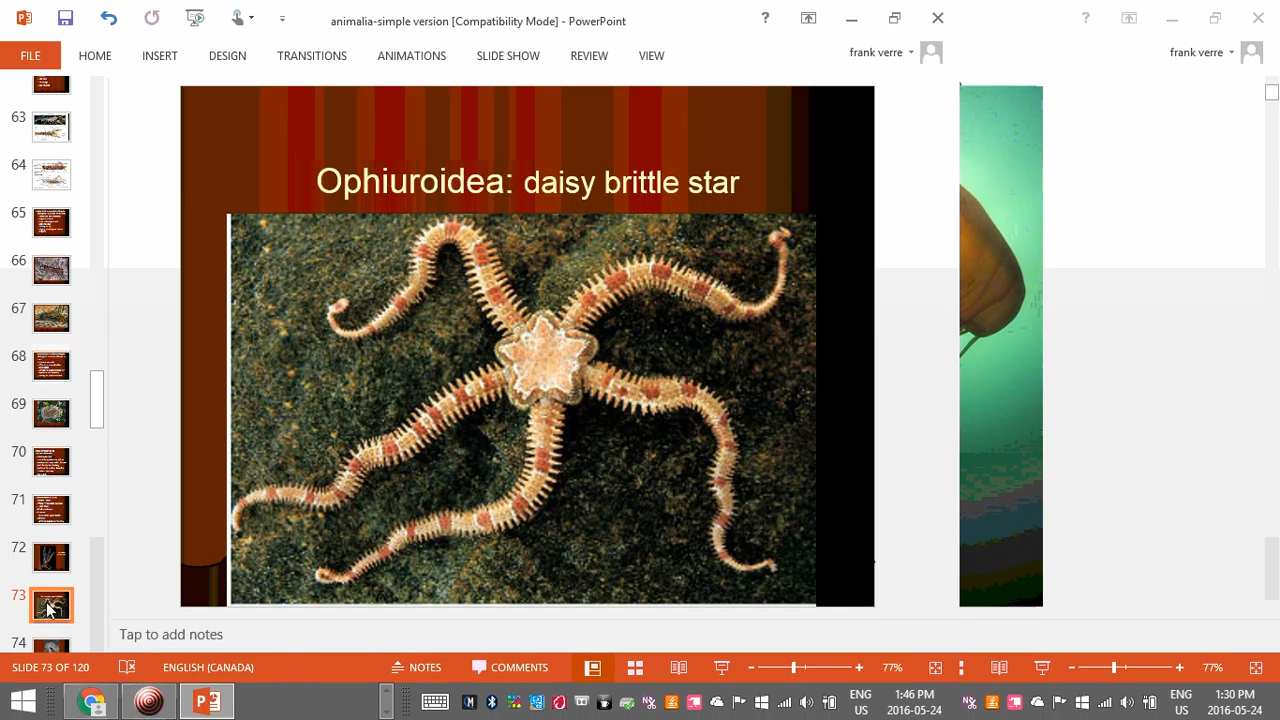 animalia-simple version [Compatibility Mode] - PowerPoint
FILE HOME INSERT DESIGN TRANSITIONS ANIMATIONS SLIDE SHOW REVIEW VIEW
frank verre
frank verre
63
64
65
66
67
68
69
70
71
72
73
74
Ophiuroidea: daisy brittle star
Tap to add notes
SLIDE 73 OF 120 ENGLISH (CANADA) NOTES COMMENTS 77% 77%
ENG 1:46 PM ENG 1:30 PM
US 2016-05-24 US 2016-05-24